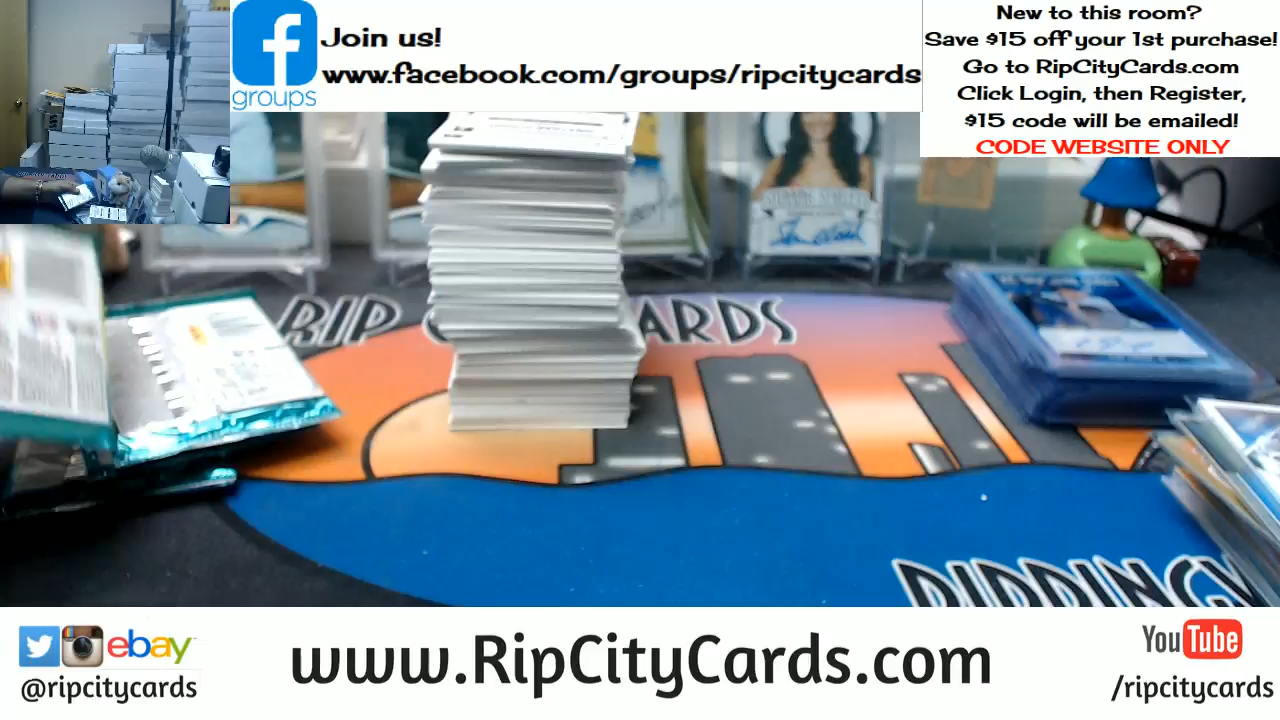 Join us!
www.facebook.com/groups/ripcitycards
groups
New to this room?
Save $15 off your 1st purchase!
Go to RipCityCards.com
Click Login, then Register,
$15 code will be emailed!
CODE WEBSITE ONLY
RIP ARDS
ebay
@ripcitycards
www.RipCityCards.com
YouTube
/ripcitycards